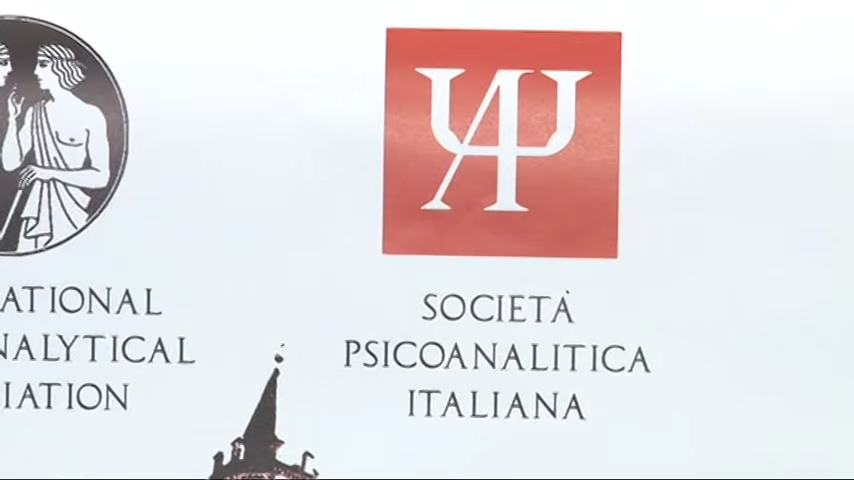 ATIONAL
NALYTICAL
IATION
SOCIETÀ
PSICOANALITICA
ITALIANA